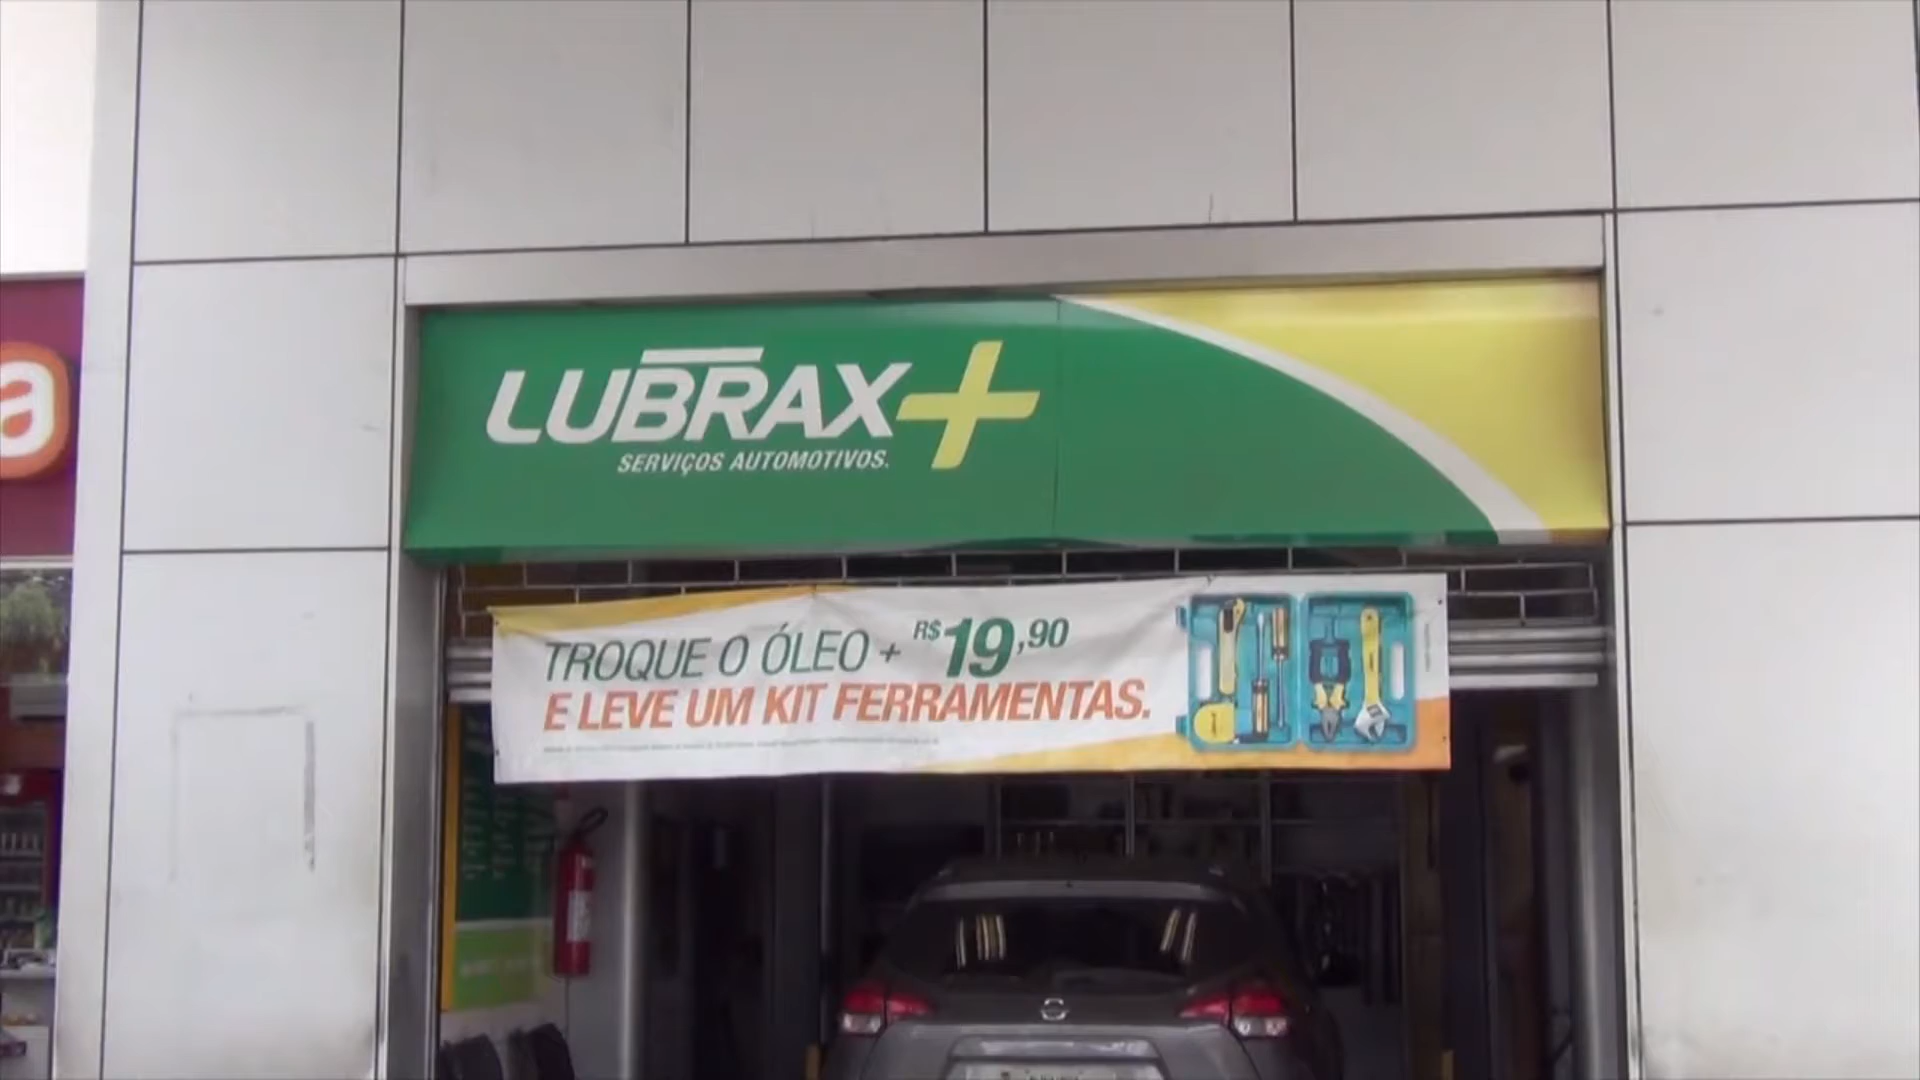 LUBRAX+
SERVIÇOS AUTOMOTIVOS.
TROQUE O ÓLEO + R$19,90
E LEVE UM KIT FERRAMENTAS.
a